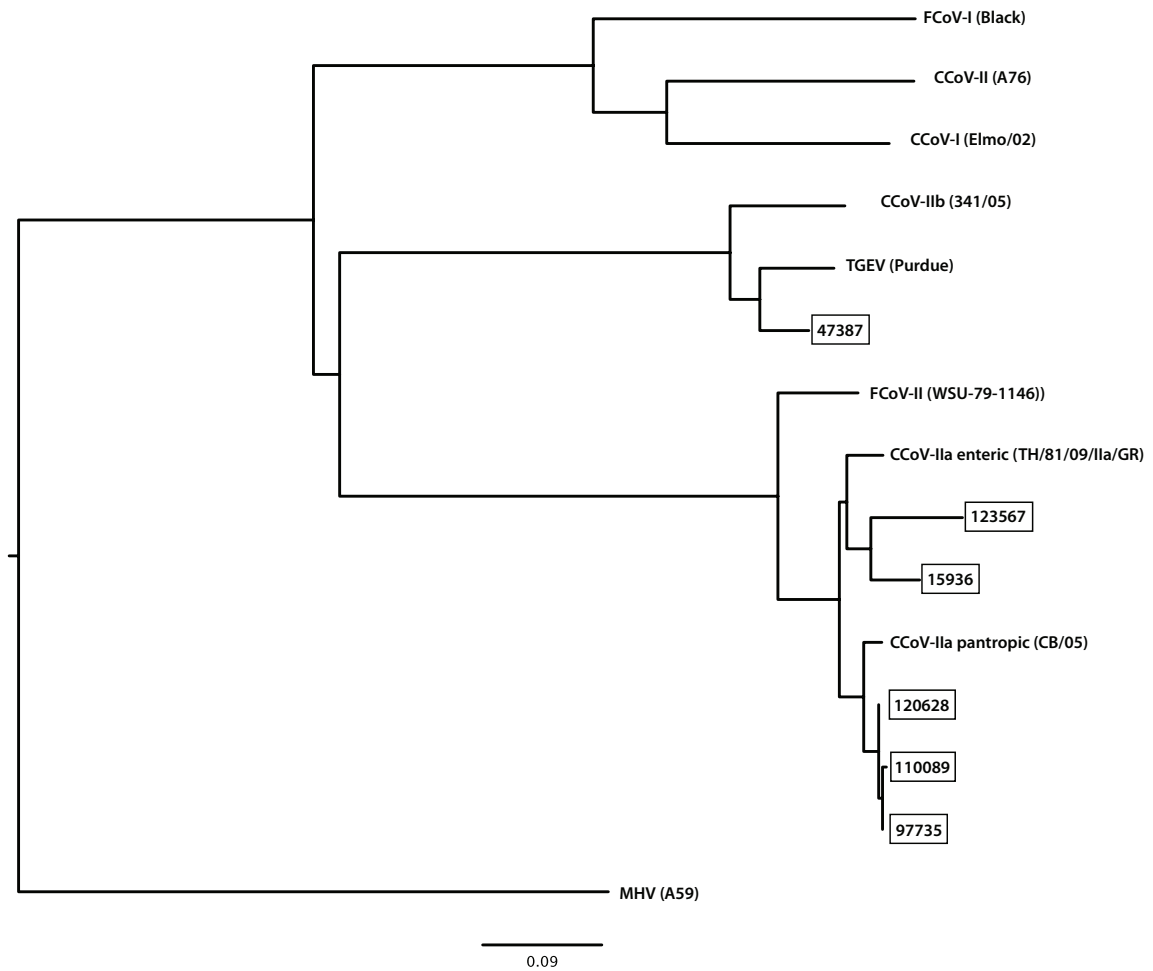 FCoV-I (Black)
CCoV-II (A76)
CCoV-I (Elmo/02)
CCoV-IIb (341/05)
TGEV (Purdue)
47387
FCoV-II (WSU-79-1146))
CCoV-IIa enteric (TH/81/09/IIa/GR)
123567
15936
CCoV-IIa pantropic (CB/05)
120628
110089
97735
MHV (A59)
0.09